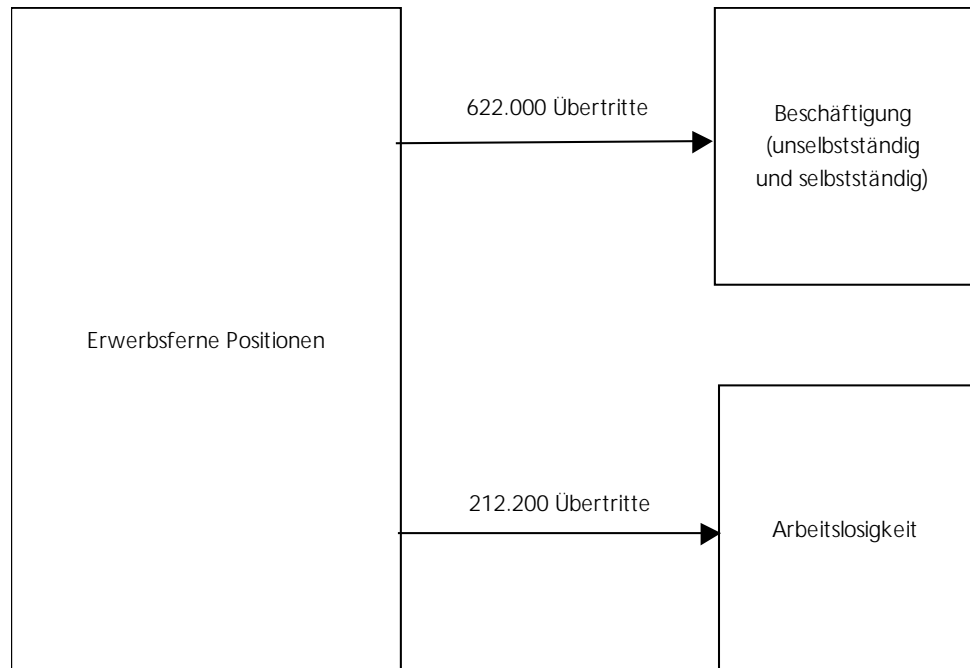 622.000 Übertritte
Beschäftigung
(unselbstständig
und selbstständig)
Erwerbsferne Positionen
212.200 Übertritte
Arbeitslosigkeit